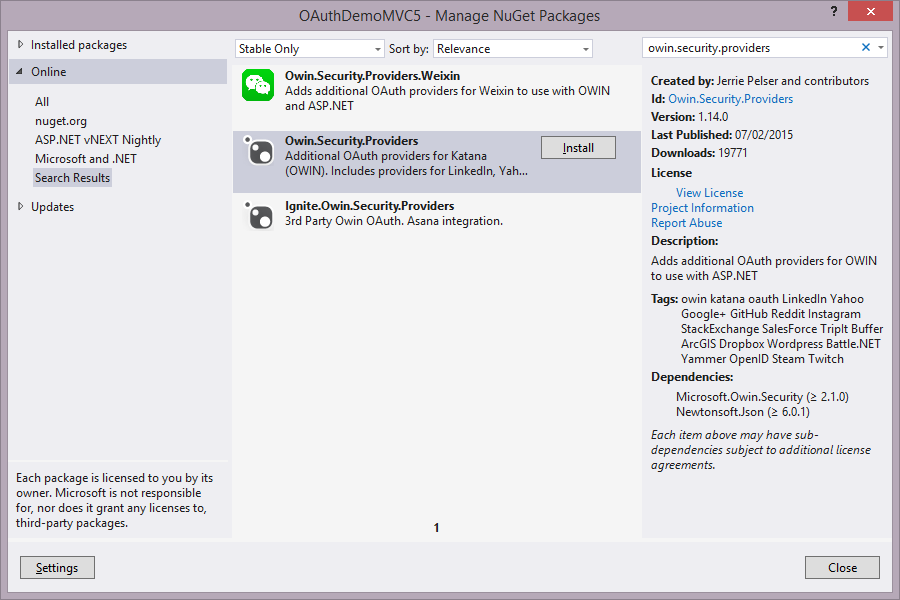 OAuthDemoMVC5 - Manage NuGet Packages
?
Installed packages
Online
All
nuget.org
ASP.NET vNEXT Nightly
Microsoft and .NET
Search Results
Updates
Each package is licensed to you by its
owner. Microsoft is not responsible
for, nor does it grant any licenses to,
third-party packages.
Stable Only
Sort by:
Relevance
Owin.Security.Providers.Weixin
Adds additional OAuth providers for Weixin to use with OWIN
and ASP.NET
Owin.Security.Providers
Additional OAuth providers for Katana
(OWIN). Includes providers for LinkedIn, Yah...
Install
Ignite.Owin.Security.Providers
3rd Party Owin OAuth. Asana integration.
1
owin.security.providers
Created by: Jerrie Pelser and contributors
Id: Owin.Security.Providers
Version: 1.14.0
Last Published: 07/02/2015
Downloads: 19771
License
View License
Project Information
Report Abuse
Description:
Adds additional OAuth providers for OWIN
to use with ASP.NET
Tags: owin katana oauth LinkedIn Yahoo
Google+ GitHub Reddit Instagram
StackExchange SalesForce TripIt Buffer
ArcGIS Dropbox Wordpress Battle.NET
Yammer OpenID Steam Twitch
Dependencies:
Microsoft.Owin.Security (≥ 2.1.0)
Newtonsoft.Json (≥ 6.0.1)
Each item above may have sub-
dependencies subject to additional license
agreements.
Settings
Close